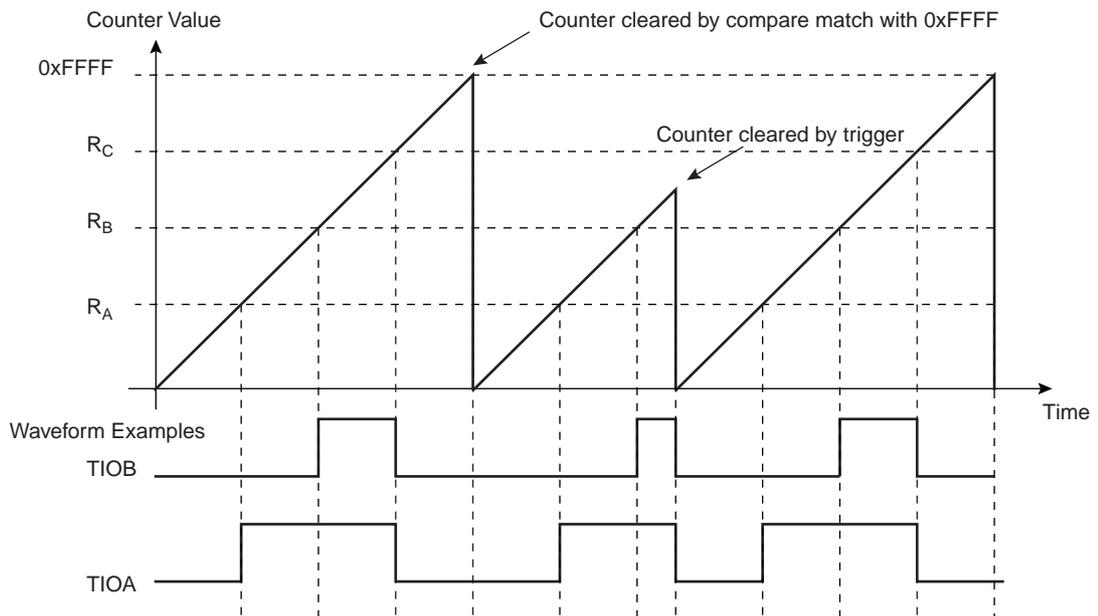 Counter Value
Counter cleared by compare match with 0xFFFF
0xFFFF
Counter cleared by trigger
RC
RB
RA
Time
Waveform Examples
TIOB
TIOA